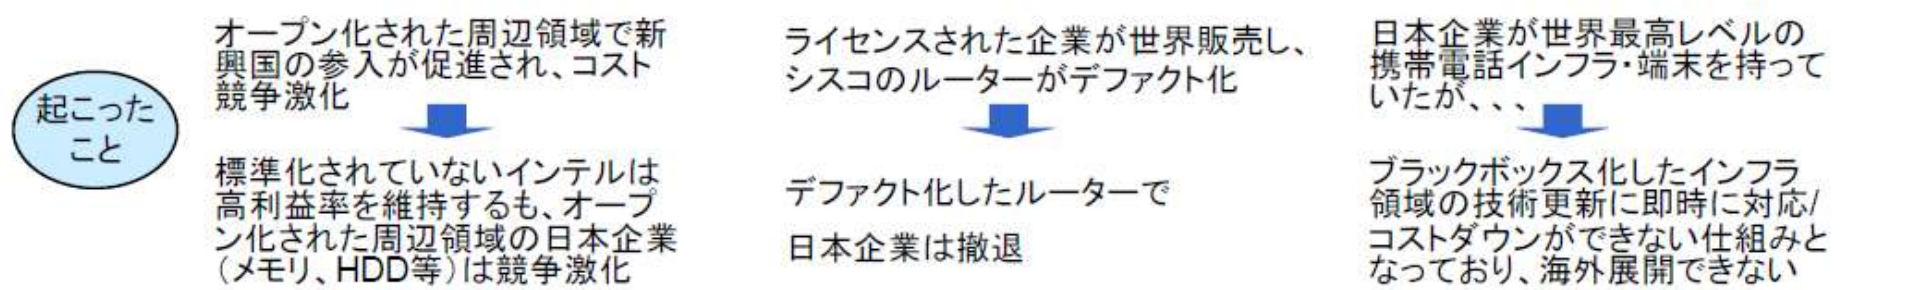 起こった
こと
オープン化された周辺領域で新
興国の参入が促進され、コスト
競争激化
標準化されていないインテルは
高利益率を維持するも、オープ
ン化された周辺領域の日本企業
（メモリ、HDD等）は競争激化
ライセンスされた企業が世界販売し、
シスコのルーターがデファクト化
デファクト化したルーターで
日本企業は撤退
日本企業が世界最高レベルの
携帯電話インフラ・端末を持って
いたが、、、
ブラックボックス化したインフラ
領域の技術更新に即時に対応/
コストダウンができない仕組みと
なっており、海外展開できない